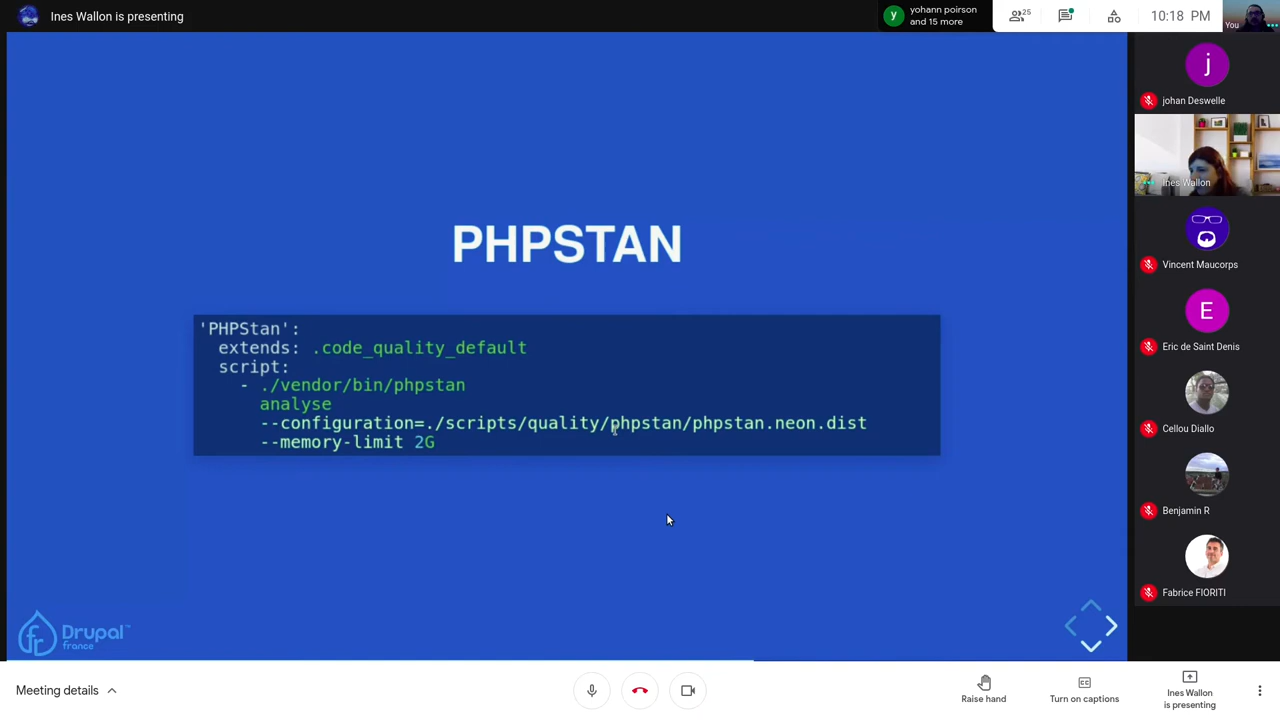 Ines Wallon is presenting
y
yohann poirson
and 15 more
25
10:18 PM
You
j
johan Deswelle
Ines Wallon
Vincent Maucorps
E
Eric de Saint Denis
Cellou Diallo
Benjamin R
Fabrice FIORITI
PHPSTAN
'PHPStan':
extends: .code_quality_default
script:
- ./vendor/bin/phpstan
analyse
--configuration=./scripts/quality/phpstan/phpstan.neon.dist
--memory-limit 2G
fr
Drupal™
france
Meeting details
Raise hand
CC
Turn on captions
Ines Wallon
is presenting